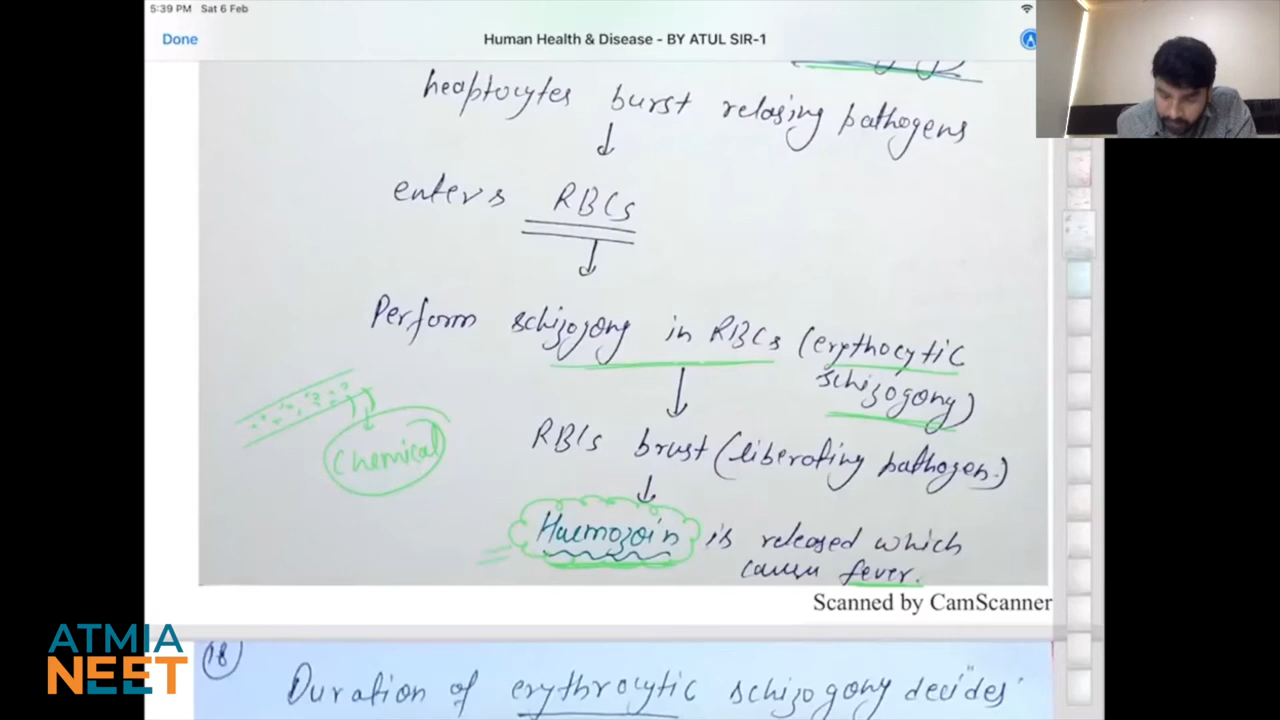 5:39 PM Sat 6 Feb
Done
Human Health & Disease - BY ATUL SIR-1
heaptocytes burst relasing pathogens
enters RBCs
Perform schizogony in RBCs (erythocytic
schizogony)
Chemical
RBCs brust (liberating pathogen.)
Haemozoin is released which
cause fever.
Scanned by CamScanner
ATMIA
NEET
18
Duration of erythrocytic schizogony decides